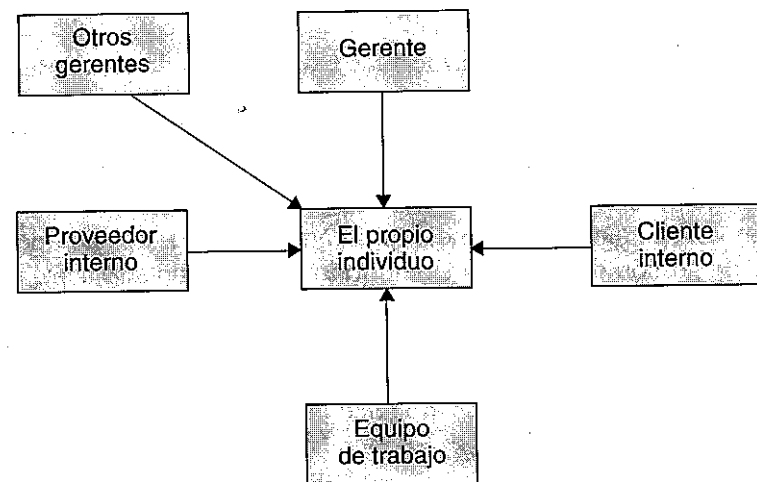 Otros
gerentes
Gerente
Proveedor
interno
El propio
individuo
Cliente
interno
Equipo
de trabajo